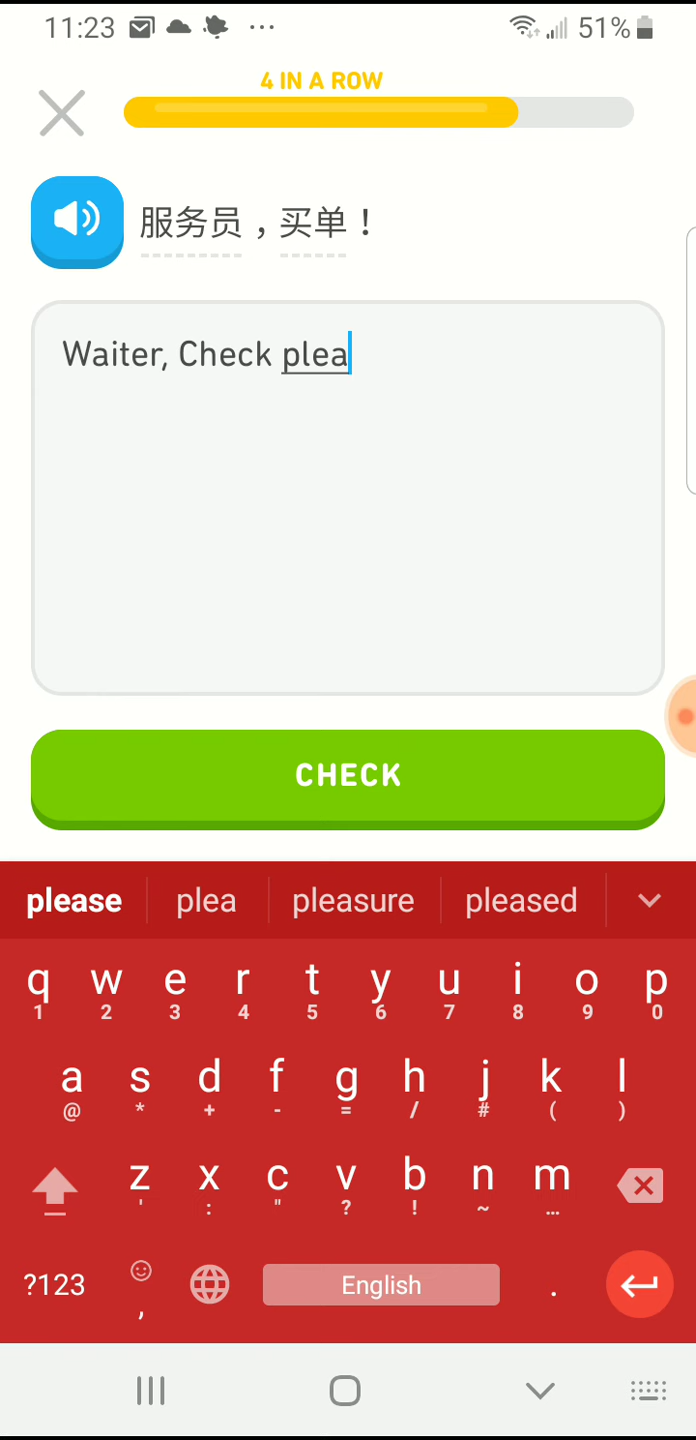 11:23 ... 51%
4 IN A ROW
服务员，买单！
Waiter, Check plea
CHECK
please plea pleasure pleased
q w e r t y u i o p
1 2 3 4 5 6 7 8 9 0
a s d f g h j k l
@ * + - = / # ( )
z x c v b n m
' : " ? ! ~ ...
?123 , English .